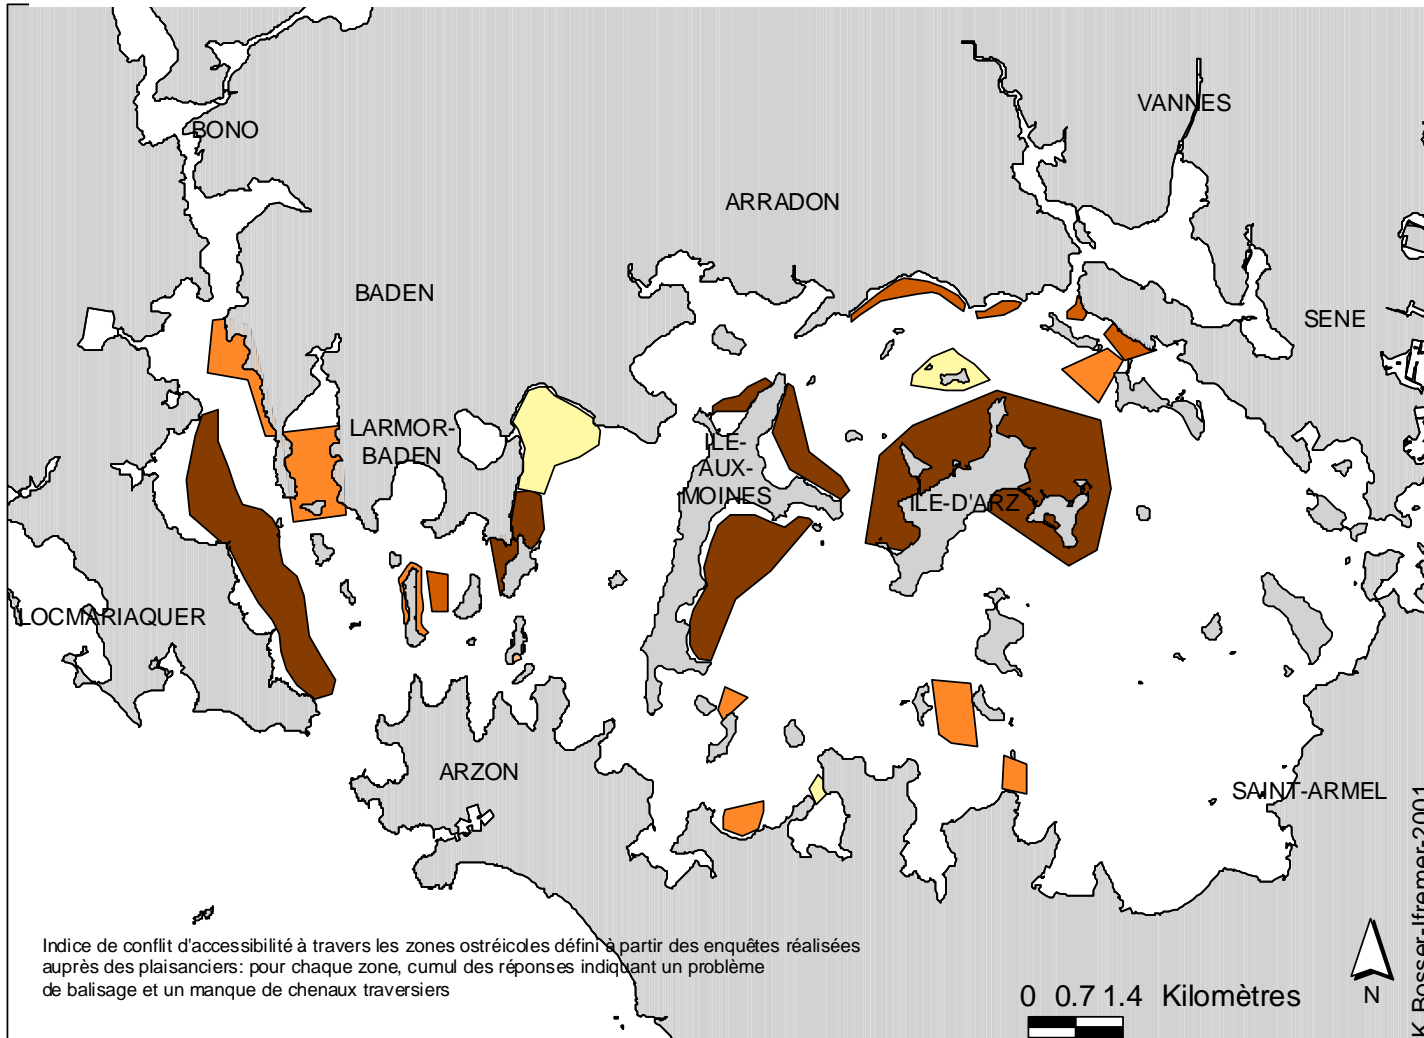 VANNES
BONO
ARRADON
BADEN
SENE
LARMOR-
BADEN
ILE-
AUX-
MOINES
ILE-D'ARZ
LOCMARIAQUER
ARZON
SAINT-ARMEL
Indice de conflit d'accessibilité à travers les zones ostréicoles défini à partir des enquêtes réalisées
auprès des plaisanciers: pour chaque zone, cumul des réponses indiquant un problème
de balisage et un manque de chenaux traversiers
0 0.7 1.4 Kilomètres
N
K. Bosser-Ifremer-2001